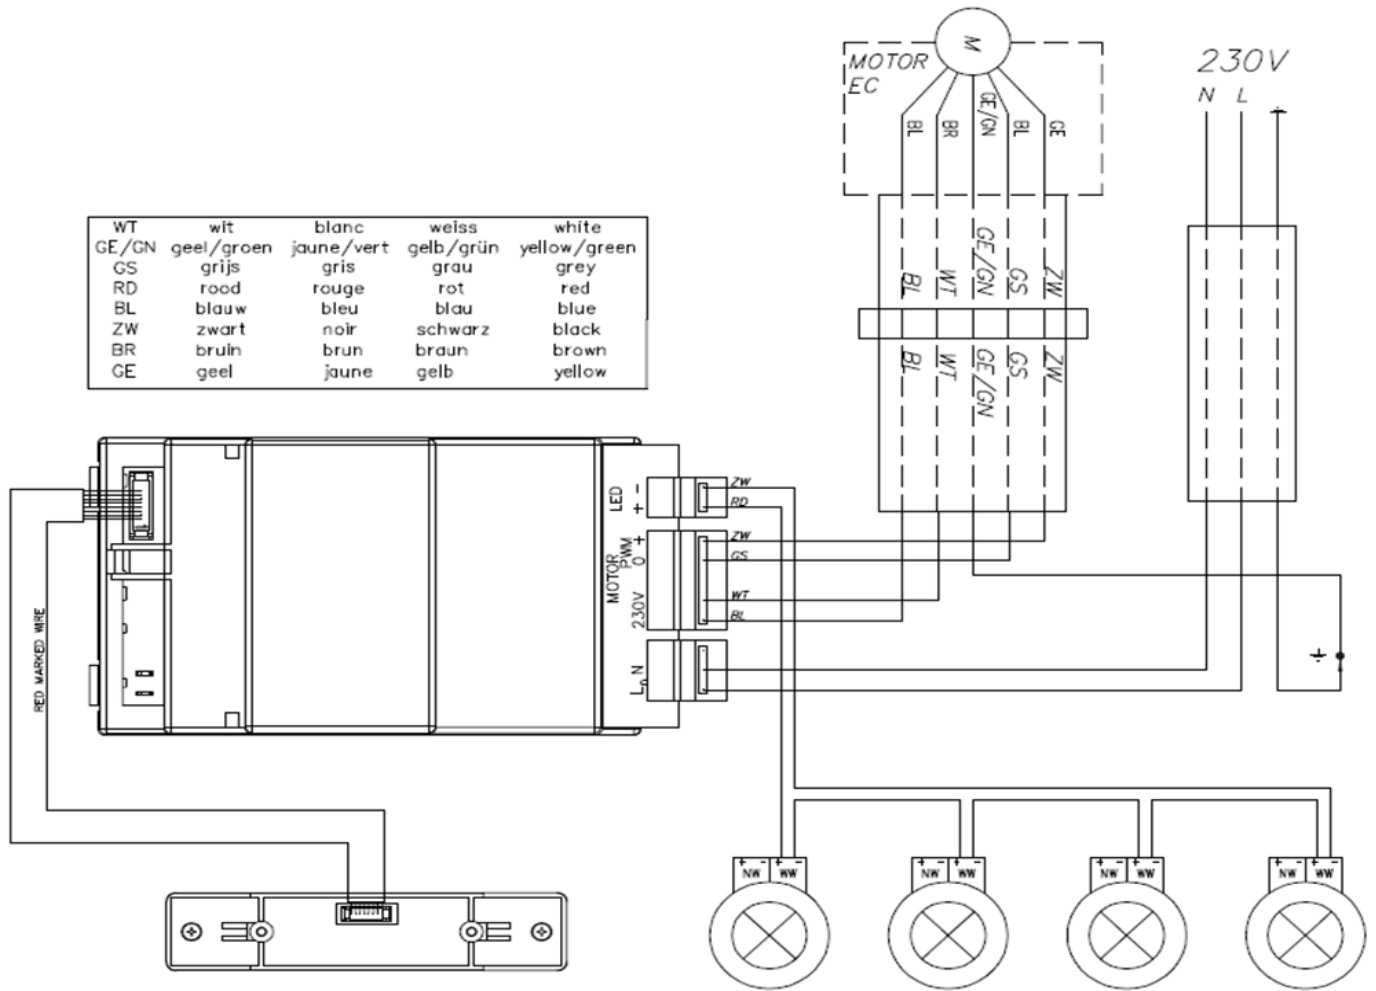 M
MOTOR
EC
230V
N L
BL BR GE/GN BL GE
WT wit blanc weiss white
GE/GN geel/groen jaune/vert gelb/grün yellow/green
GS grijs gris grau grey
RD rood rouge rot red
BL blauw bleu blau blue
ZW zwart noir schwarz black
BR bruin brun braun brown
GE geel jaune gelb yellow
BL WT GE/GN GS ZW
BL WT GE/GN GS ZW
LED
+ -
ZW
RD
MOTOR
PWM
0 +
230V
ZW
GS
WT
BL
L N
RED MARKED WIRE
+ - + -
NW WW
+ - + -
NW WW
+ - + -
NW WW
+ - + -
NW WW